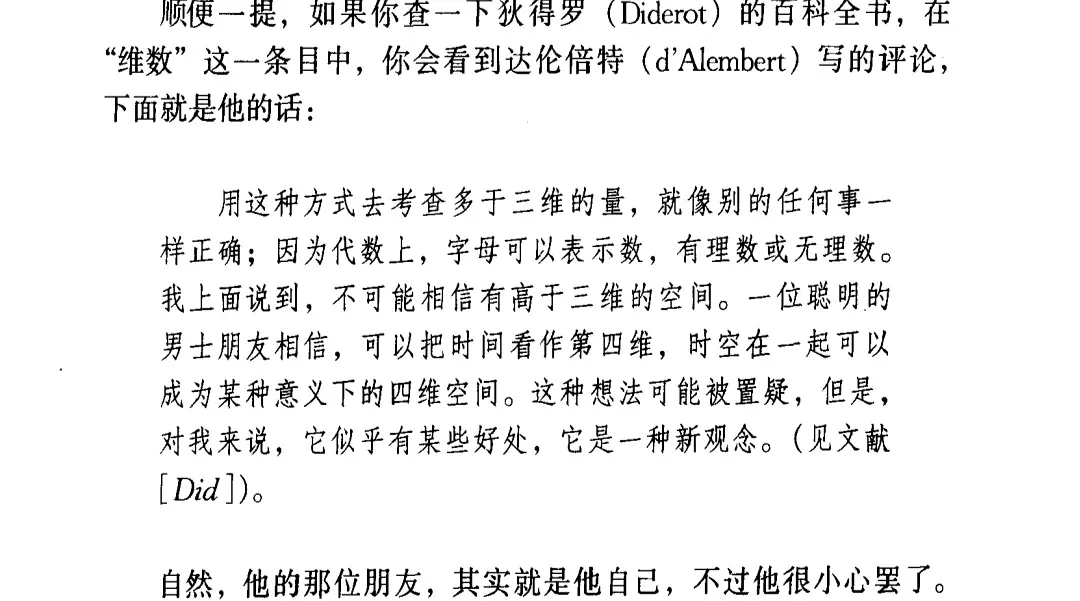 顺便一提，如果你查一下狄得罗（Diderot）的百科全书，在
“维数”这一条目中，你会看到达伦倍特（d'Alembert）写的评论，
下面就是他的话：
用这种方式去考查多于三维的量，就像别的任何事一
样正确；因为代数上，字母可以表示数，有理数或无理数。
我上面说到，不可能相信有高于三维的空间。一位聪明的
男士朋友相信，可以把时间看作第四维，时空在一起可以
成为某种意义下的四维空间。这种想法可能被置疑，但是，
对我来说，它似乎有某些好处，它是一种新观念。（见文献
［Did］）。
自然，他的那位朋友，其实就是他自己，不过他很小心罢了。